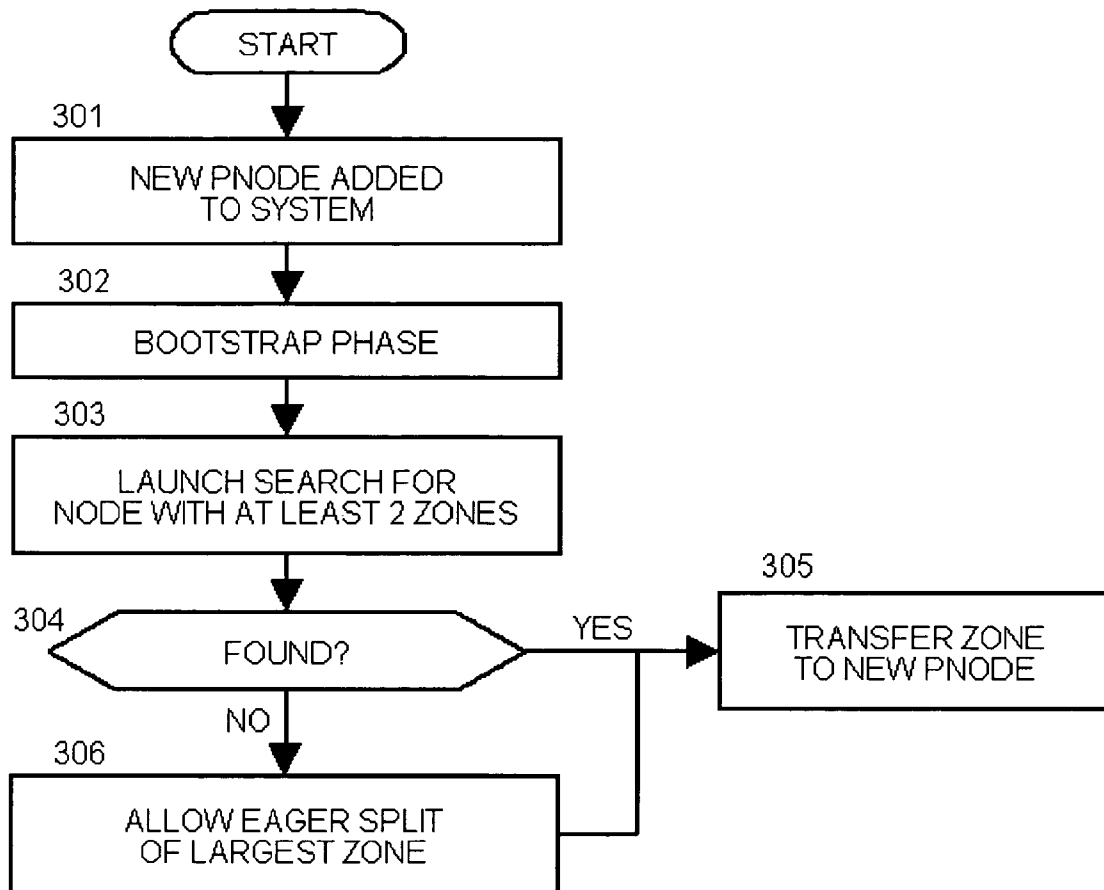 START
301
NEW PNODE ADDED
TO SYSTEM
302
BOOTSTRAP PHASE
303
LAUNCH SEARCH FOR
NODE WITH AT LEAST 2 ZONES
304
FOUND?
YES
305
TRANSFER ZONE
TO NEW PNODE
NO
306
ALLOW EAGER SPLIT
OF LARGEST ZONE